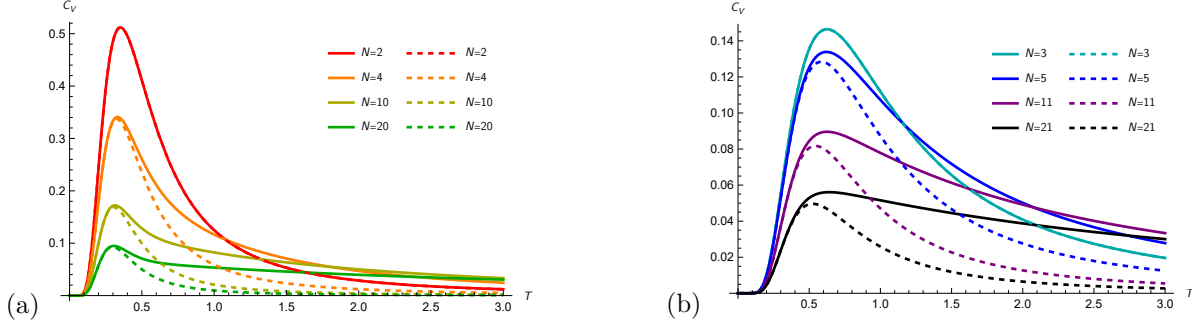 C_V
0.5
0.4
0.3
0.2
0.1
0.5 1.0 1.5 2.0 2.5 3.0
T
N=2 N=2
N=4 N=4
N=10 N=10
N=20 N=20
(a)
C_V
0.14
0.12
0.10
0.08
0.06
0.04
0.02
0.5 1.0 1.5 2.0 2.5 3.0
T
N=3 N=3
N=5 N=5
N=11 N=11
N=21 N=21
(b)